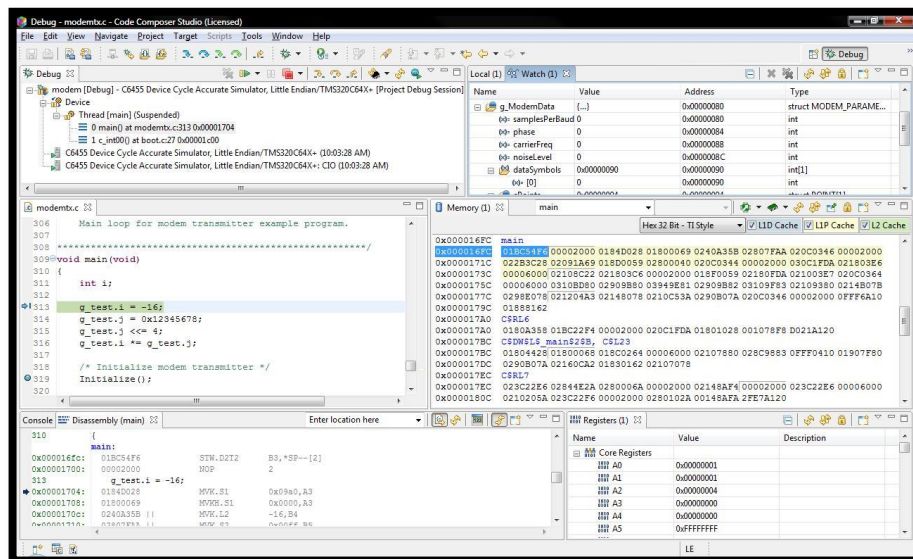 Debug - modemtx.c - Code Composer Studio (Licensed)
File Edit View Navigate Project Target Scripts Tools Window Help
Debug
Debug
modem [Debug] - C6455 Device Cycle Accurate Simulator, Little Endian/TMS320C64X+ [Project Debug Session]
Device
Thread [main] (Suspended)
0 main() at modemtx.c:313 0x00001704
1 c_int00() at boot.c:27 0x00001c00
C6455 Device Cycle Accurate Simulator, Little Endian/TMS320C64X+ (10:03:28 AM)
C6455 Device Cycle Accurate Simulator, Little Endian/TMS320C64X+: CIO (10:03:28 AM)
Local (1) Watch (1)
Name Value Address Type
g_ModemData {...} 0x00000080 struct MODEM_PARAME...
(x)= samplesPerBaud 0 0x00000080 int
(x)= phase 0 0x00000084 int
(x)= carrierFreq 0 0x00000088 int
(x)= noiseLevel 0 0x0000008C int
dataSymbols 0x00000090 0x00000090 int[1]
(x)= [0] 0 0x00000090 int
modemtx.c
306 Main loop for modem transmitter example program.
307
308 ******************************************************/
309 void main(void)
310 {
311 int i;
312
313 g_test.i = -16;
314 g_test.j = 0x12345678;
315 g_test.j <<= 4;
316 g_test.i *= g_test.j;
317
318 /* Initialize modem transmitter */
319 Initialize();
320
Memory (1) main
Hex 32 Bit - TI Style L1D Cache L1P Cache L2 Cache
0x000016FC main
0x000016FC 01BC54F6 00002000 0184D028 01800069 0240A35B 02807FAA 020C0346 00002000
0x0000171C 022B3C28 02091A69 018D0059 02800040 020C0344 00002000 030C1FDA 021803E6
0x0000173C 00006000 02108C22 021803C6 00002000 018F0059 02180FDA 021003E7 020C0364
0x0000175C 00006000 0310BD80 02909B80 03949E81 02909B82 03109F83 02109380 0214B07B
0x0000177C 0298E078 021204A3 02148078 0210C53A 0290B07A 020C0346 00002000 0FFF6A10
0x0000179C 01888162
0x000017A0 C$RL6
0x000017A0 0180A358 01BC22F4 00002000 020C1FDA 01801028 001078F8 D021A120
0x000017BC C$DW$L$_main$2$B, C$L23
0x000017BC 01804428 01800068 018C0264 00006000 02107880 028C9883 0FFF0410 01907F80
0x000017DC 0290B07A 02160CA2 01830162 02107078
0x000017EC C$RL7
0x000017EC 023C22E6 02844E2A 0280006A 00002000 02148AF4 00002000 023C22E6 00006000
0x0000180C 0210205A 023C22F6 00002000 0280102A 00148AFA 2FE7A120
Console Disassembly (main) Enter location here
310 {
main:
0x000016fc: 01BC54F6 STW.D2T2 B3,*SP--[2]
0x00001700: 00002000 NOP 2
313 g_test.i = -16;
0x00001704: 0184D028 MVK.S1 0x09a0,A3
0x00001708: 01800069 MVKH.S1 0x0000,A3
0x0000170c: 0240A35B || MVK.L2 -16,B4
0x00001710: 02807FAA || MVK.S2 0x00ff,B5
Registers (1)
Name Value Description
Core Registers
A0 0x00000001
A1 0x00000001
A2 0x00000004
A3 0x00000000
A4 0x00000000
A5 0xFFFFFFFF
LE